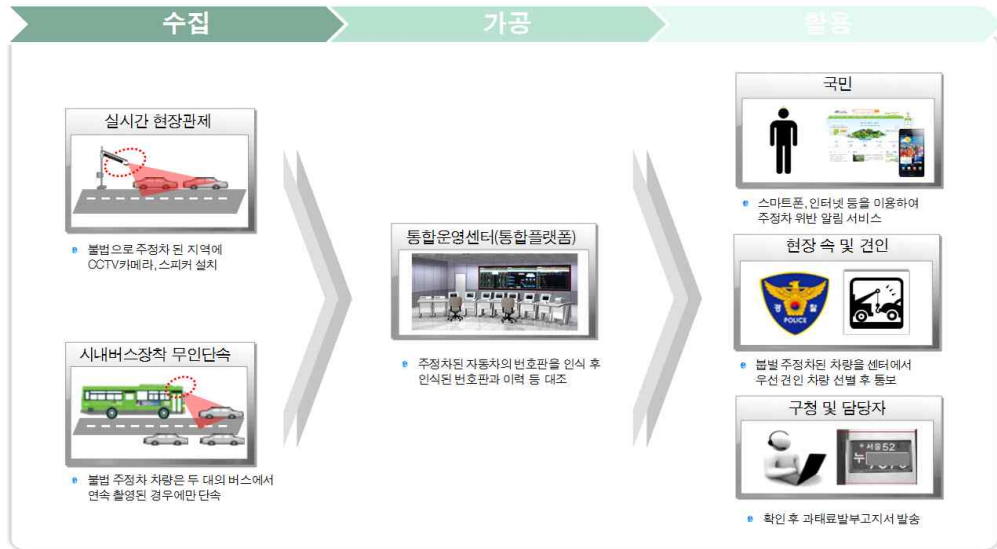 수집
가공
활용
실시간 현장관제
불법으로 주정차 된 지역에
CCTV카메라, 스피커 설치
시내버스장착 무인단속
불법 주정차 차량은 두 대의 버스에서
연속 촬영된 경우에만 단속
통합운영센터(통합플랫폼)
주정차된 자동차의 번호판을 인식 후
인식된 번호판과 이력 등 대조
국민
스마트폰, 인터넷 등을 이용하여
주정차 위반 알림 서비스
현장 속 및 견인
경 찰
POLICE
불벌 주정차된 차량을 센터에서
우선 견인 차량 선별 후 통보
구청 및 담당자
서울52
누
확인 후 과태료발부고지서 발송